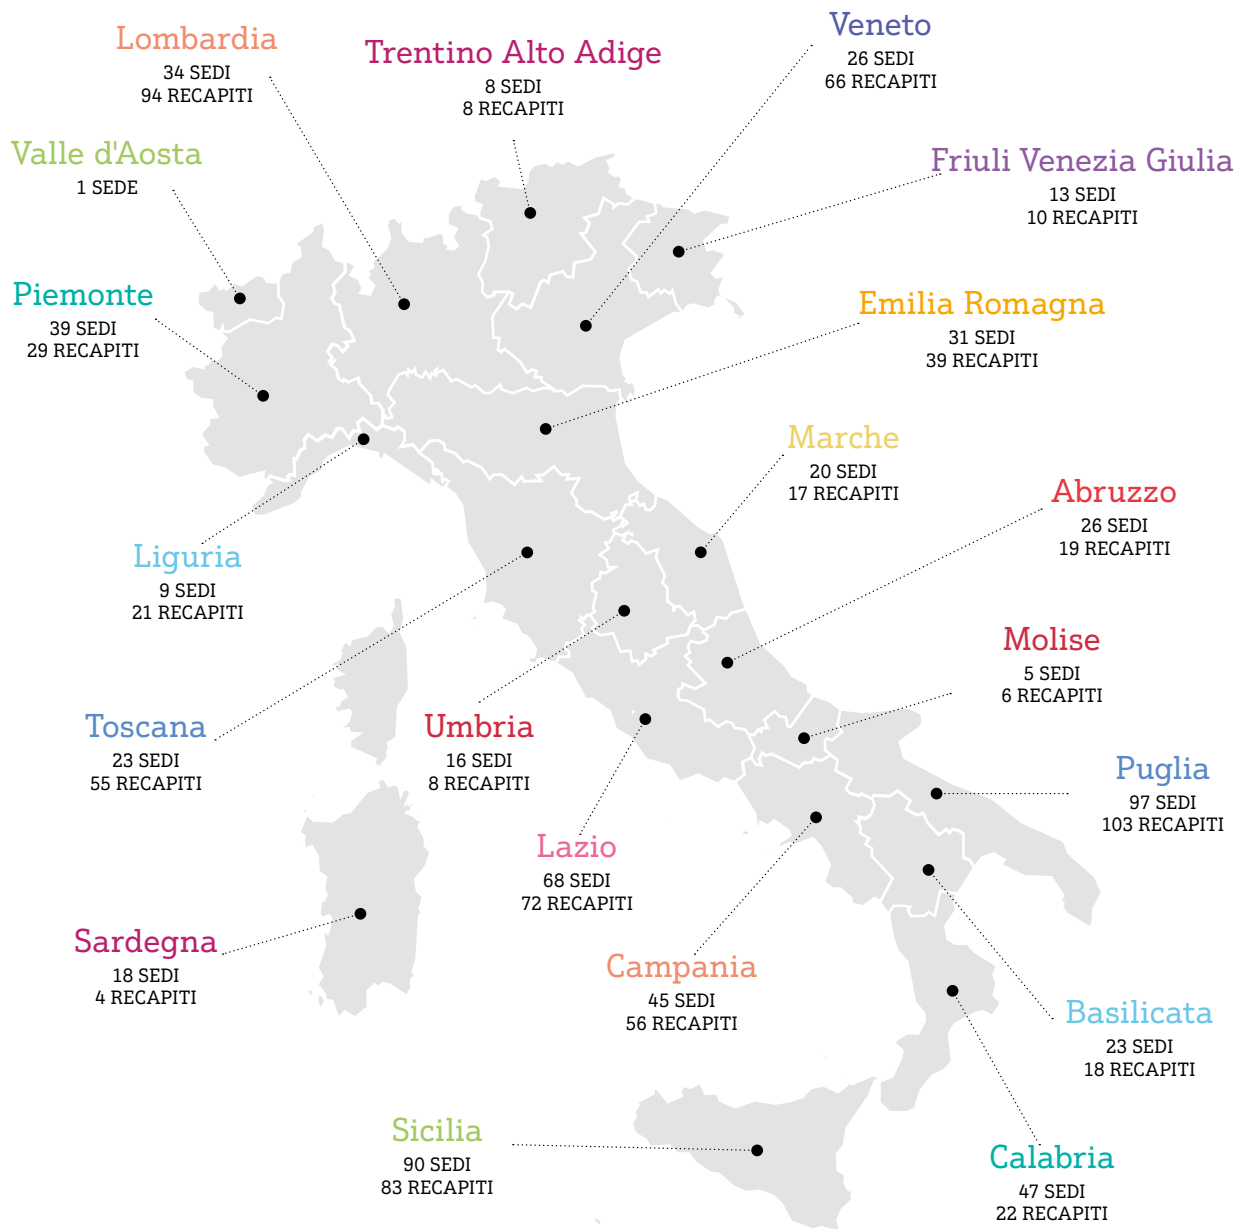 Lombardia
34 SEDI
94 RECAPITI
Trentino Alto Adige
8 SEDI
8 RECAPITI
Veneto
26 SEDI
66 RECAPITI
Valle d'Aosta
1 SEDE
Friuli Venezia Giulia
13 SEDI
10 RECAPITI
Piemonte
39 SEDI
29 RECAPITI
Emilia Romagna
31 SEDI
39 RECAPITI
Marche
20 SEDI
17 RECAPITI
Abruzzo
26 SEDI
19 RECAPITI
Liguria
9 SEDI
21 RECAPITI
Molise
5 SEDI
6 RECAPITI
Toscana
23 SEDI
55 RECAPITI
Umbria
16 SEDI
8 RECAPITI
Puglia
97 SEDI
103 RECAPITI
Lazio
68 SEDI
72 RECAPITI
Sardegna
18 SEDI
4 RECAPITI
Campania
45 SEDI
56 RECAPITI
Basilicata
23 SEDI
18 RECAPITI
Sicilia
90 SEDI
83 RECAPITI
Calabria
47 SEDI
22 RECAPITI